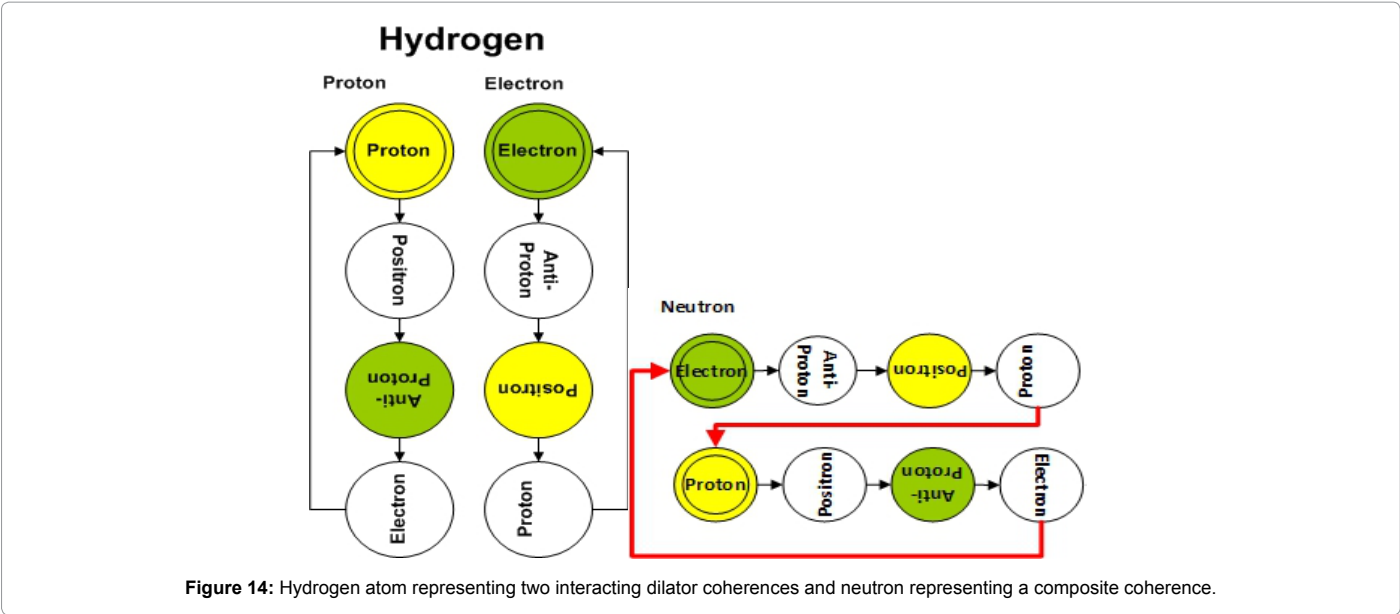 Hydrogen
Proton
Electron
Proton
Electron
Positron
Anti-
Proton
Anti-
Proton
Positron
Electron
Proton
Neutron
Electron
Anti-
Proton
Positron
Proton
Proton
Positron
Anti-
Proton
Electron
Figure 14: Hydrogen atom representing two interacting dilator coherences and neutron representing a composite coherence.